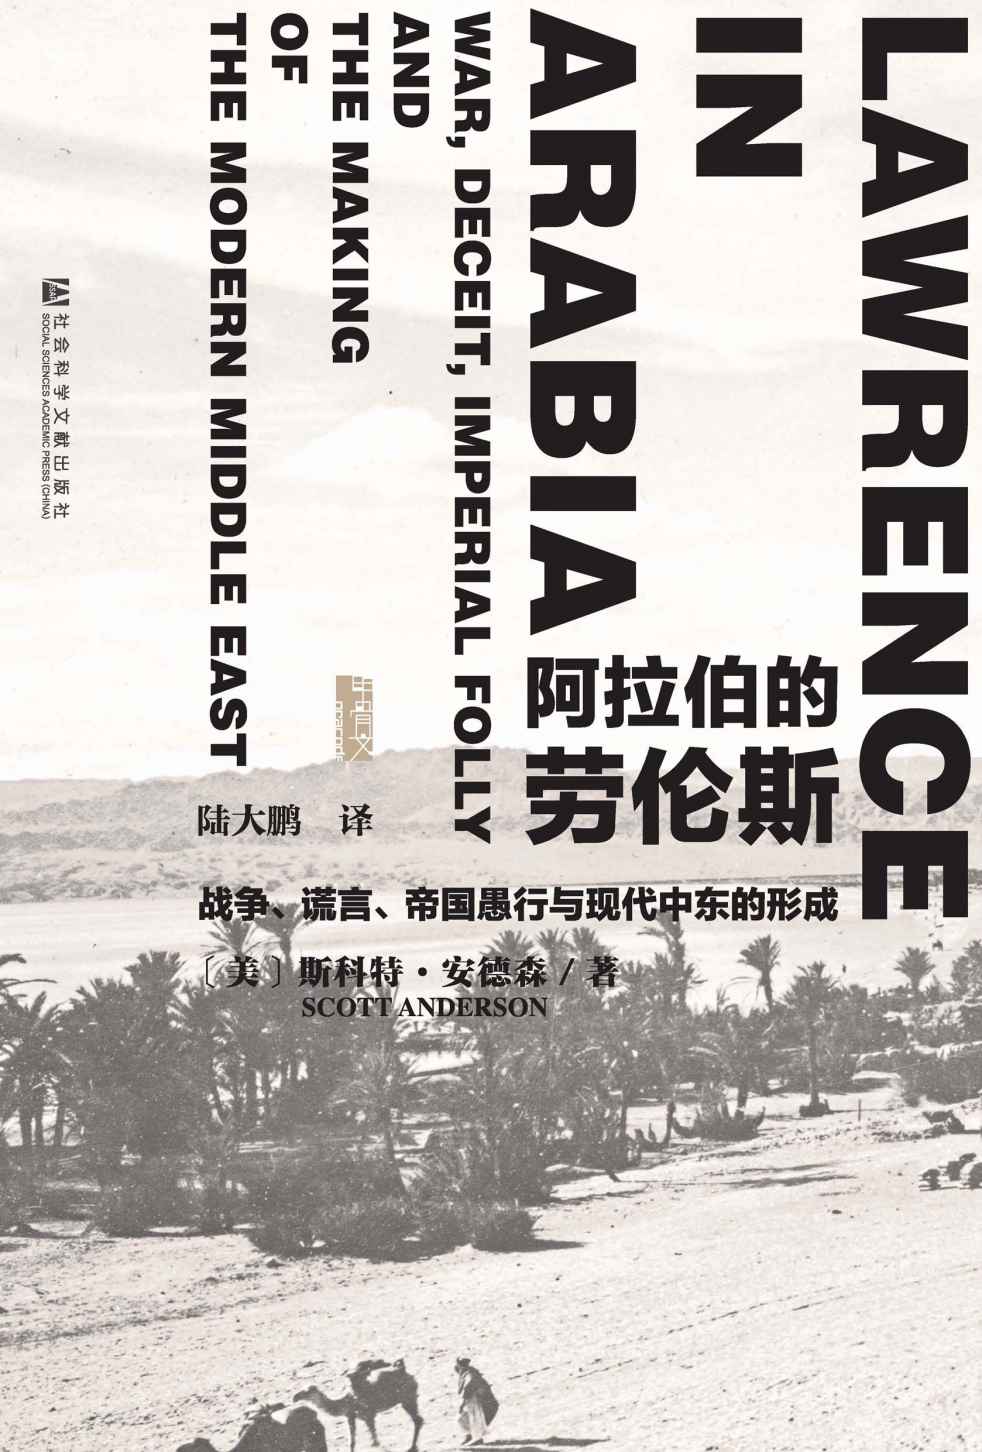 LAWRENCE
IN
ARABIA
WAR, DECEIT, IMPERIAL FOLLY
AND
THE MAKING
OF
THE MODERN MIDDLE EAST
阿拉伯的
劳伦斯
陆大鹏 译
战争、谎言、帝国愚行与现代中东的形成
〔美〕斯科特·安德森/著
SCOTT ANDERSON
社会科学文献出版社
SOCIAL SCIENCES ACADEMIC PRESS (CHINA)